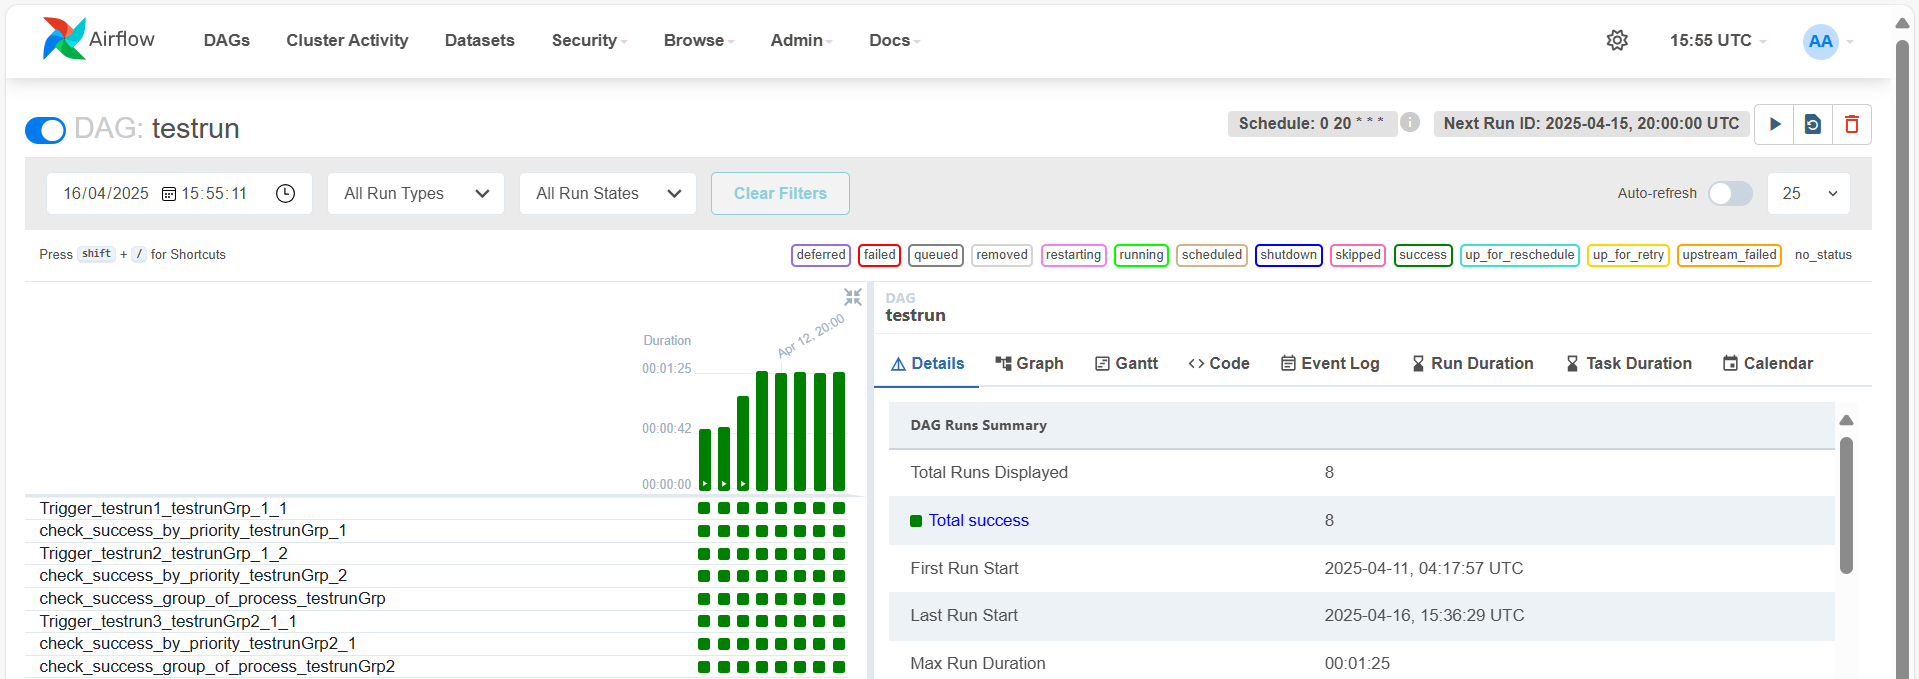 Airflow DAGs Cluster Activity Datasets Security Browse Admin Docs 15:55 UTC AA
DAG: testrun
Schedule: 0 20 * * * i Next Run ID: 2025-04-15, 20:00:00 UTC
16/04/2025 15:55:11 All Run Types All Run States Clear Filters Auto-refresh 25
Press shift + / for Shortcuts
deferred failed queued removed restarting running scheduled shutdown skipped success up_for_reschedule up_for_retry upstream_failed no_status
Duration
Apr 12, 20:00
00:01:25
00:00:42
00:00:00
Trigger_testrun1_testrunGrp_1_1
check_success_by_priority_testrunGrp_1
Trigger_testrun2_testrunGrp_1_2
check_success_by_priority_testrunGrp_2
check_success_group_of_process_testrunGrp
Trigger_testrun3_testrunGrp2_1_1
check_success_by_priority_testrunGrp2_1
check_success_group_of_process_testrunGrp2
DAG
testrun
Details Graph Gantt Code Event Log Run Duration Task Duration Calendar
DAG Runs Summary
Total Runs Displayed 8
Total success 8
First Run Start 2025-04-11, 04:17:57 UTC
Last Run Start 2025-04-16, 15:36:29 UTC
Max Run Duration 00:01:25